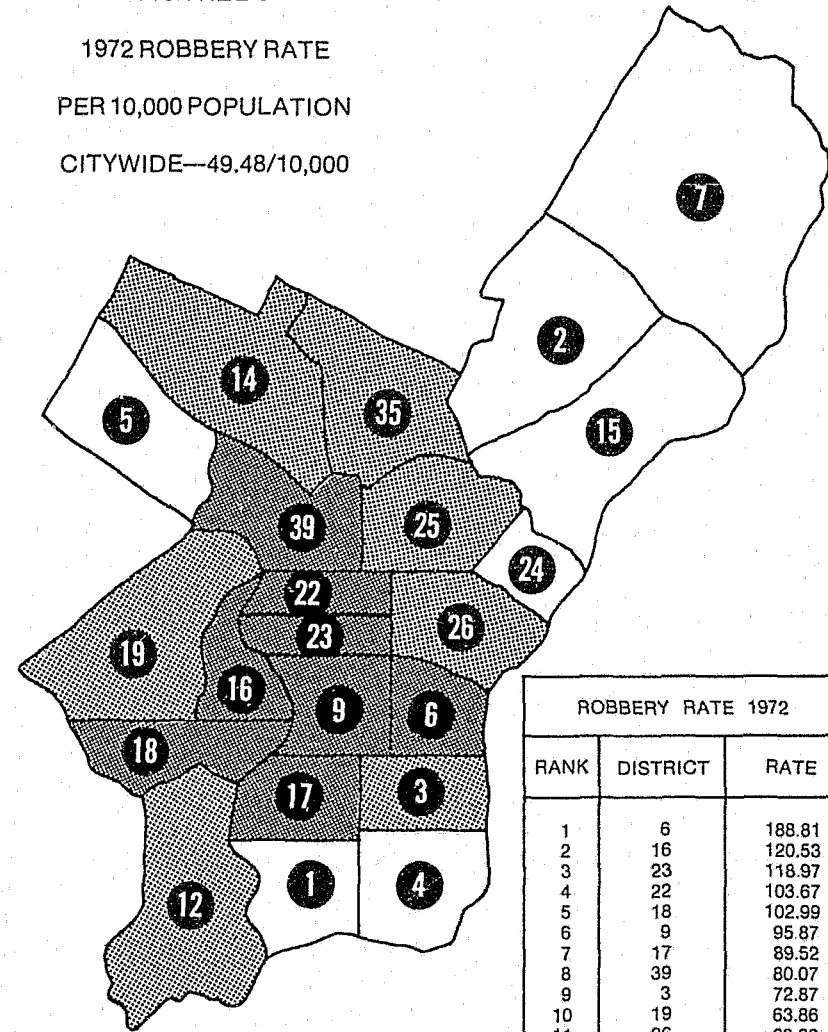 1972 ROBBERY RATE
PER 10,000 POPULATION
CITYWIDE—49.48/10,000
7
2
14
5
35
15
39
25
24
22
26
23
19
16
9
6
18
17
3
1
4
12
ROBBERY RATE 1972
RANK DISTRICT RATE
1 6 188.81
2 16 120.53
3 23 118.97
4 22 103.67
5 18 102.99
6 9 95.87
7 17 89.52
8 39 80.07
9 3 72.87
10 19 63.86